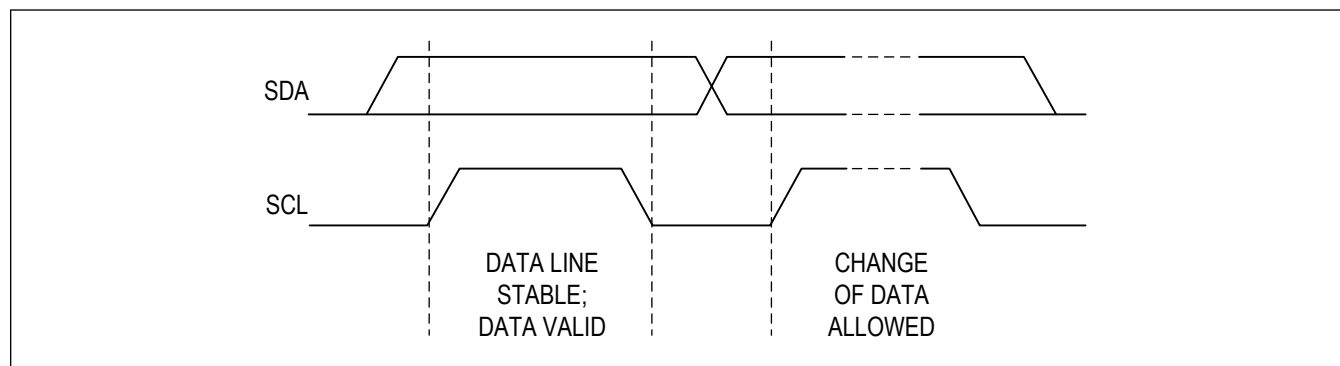 SDA
SCL
DATA LINE
STABLE;
DATA VALID
CHANGE
OF DATA
ALLOWED